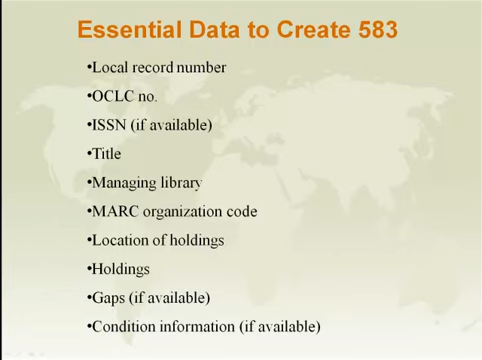 Essential Data to Create 583
•Local record number
•OCLC no.
•ISSN (if available)
•Title
•Managing library
•MARC organization code
•Location of holdings
•Holdings
•Gaps (if available)
•Condition information (if available)